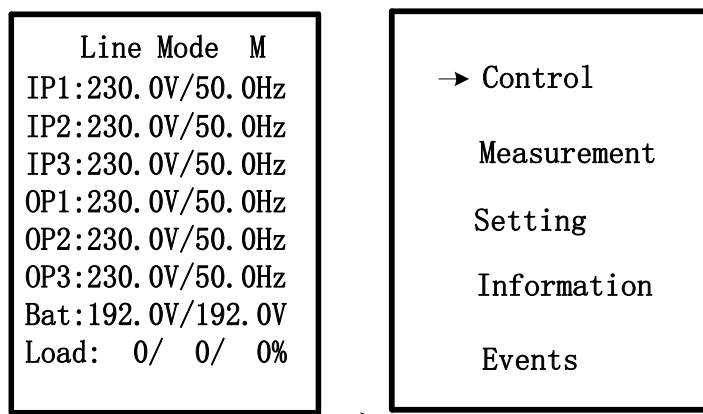 Line Mode M
IP1:230.0V/50.0Hz
IP2:230.0V/50.0Hz
IP3:230.0V/50.0Hz
OP1:230.0V/50.0Hz
OP2:230.0V/50.0Hz
OP3:230.0V/50.0Hz
Bat:192.0V/192.0V
Load: 0/ 0/ 0%
→ Control
Measurement
Setting
Information
Events